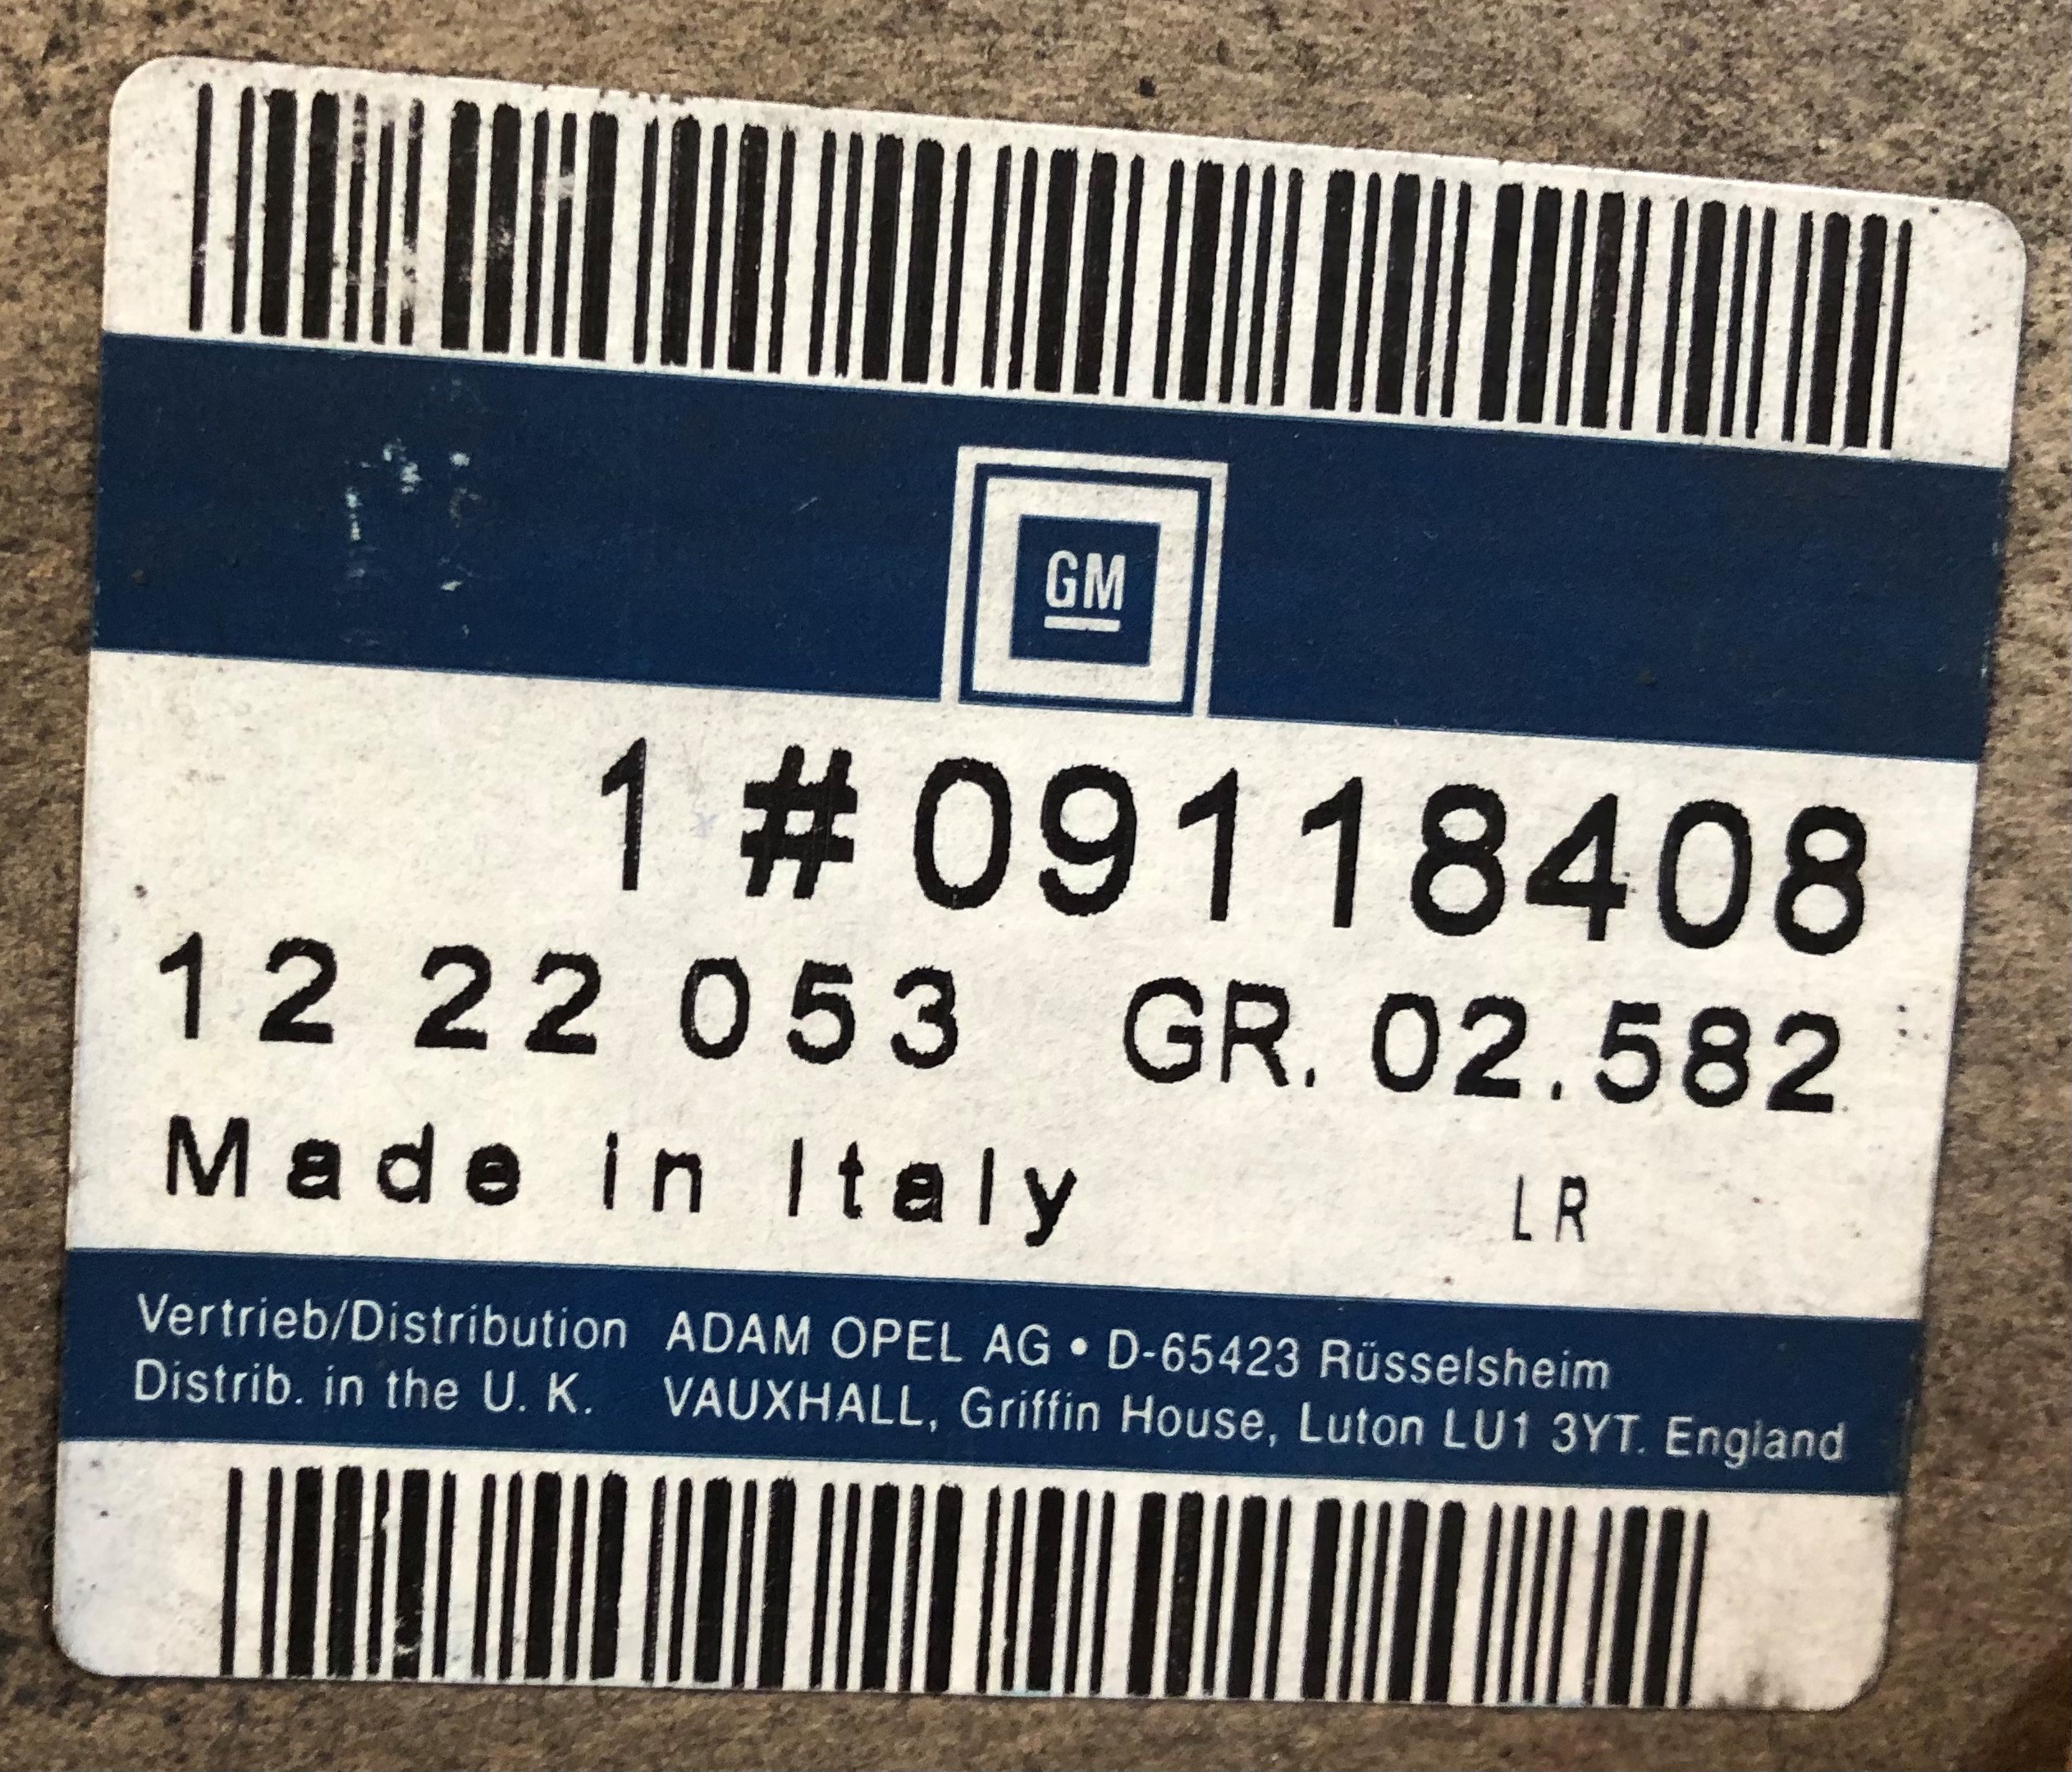 GM
1 #09118408
12 22 053 GR. 02.582
Made in Italy LR
Vertrieb/Distribution ADAM OPEL AG • D-65423 Rüsselsheim
Distrib. in the U. K. VAUXHALL, Griffin House, Luton LU1 3YT. England